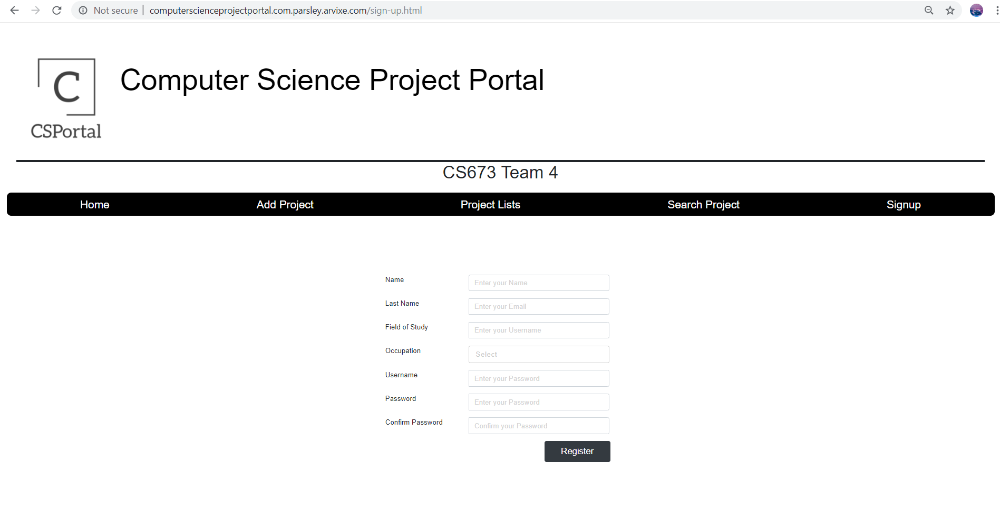 Not secure | computerscienceprojectportal.com.parsley.arvixe.com/sign-up.html
C
CSPortal
Computer Science Project Portal
CS673 Team 4
Home Add Project Project Lists Search Project Signup
Name Enter your Name
Last Name Enter your Email
Field of Study Enter your Username
Occupation Select
Username Enter your Password
Password Enter your Password
Confirm Password Confirm your Password
Register